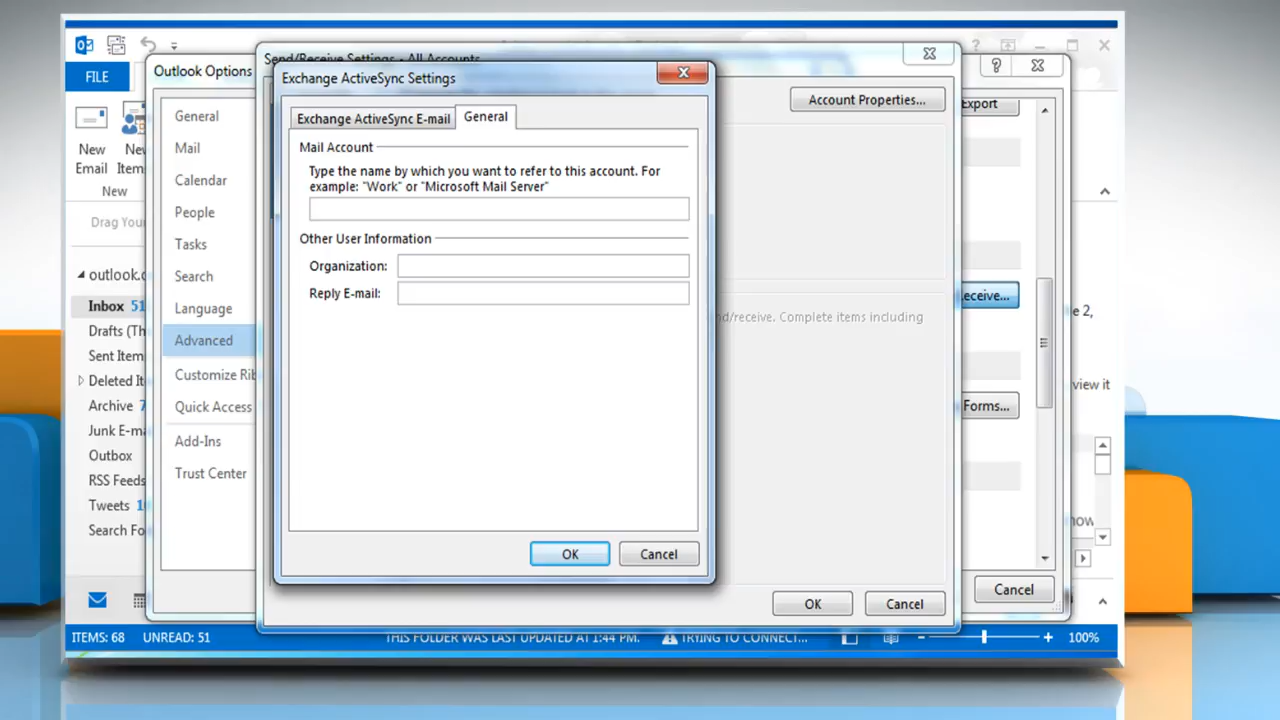 FILE
New
Email
New
Item
New
Drag You
outlook.
Inbox 51
Drafts (Th
Sent Item
Deleted It
Archive 7
Junk E-ma
Outbox
RSS Feeds
Tweets 1
Search Fo
ITEMS: 68 UNREAD: 51
THIS FOLDER WAS LAST UPDATED AT 1:44 PM.
TRYING TO CONNECT...
100%
Outlook Options
General
Mail
Calendar
People
Tasks
Search
Language
Advanced
Customize Rib
Quick Access
Add-Ins
Trust Center
Export
eceive...
Forms...
Cancel
e 2,
view it
now
Send/Receive Settings - All Accounts
Account Properties...
nd/receive. Complete items including
OK Cancel
Exchange ActiveSync Settings
Exchange ActiveSync E-mail General
Mail Account
Type the name by which you want to refer to this account. For
example: "Work" or "Microsoft Mail Server"
Other User Information
Organization:
Reply E-mail:
OK Cancel